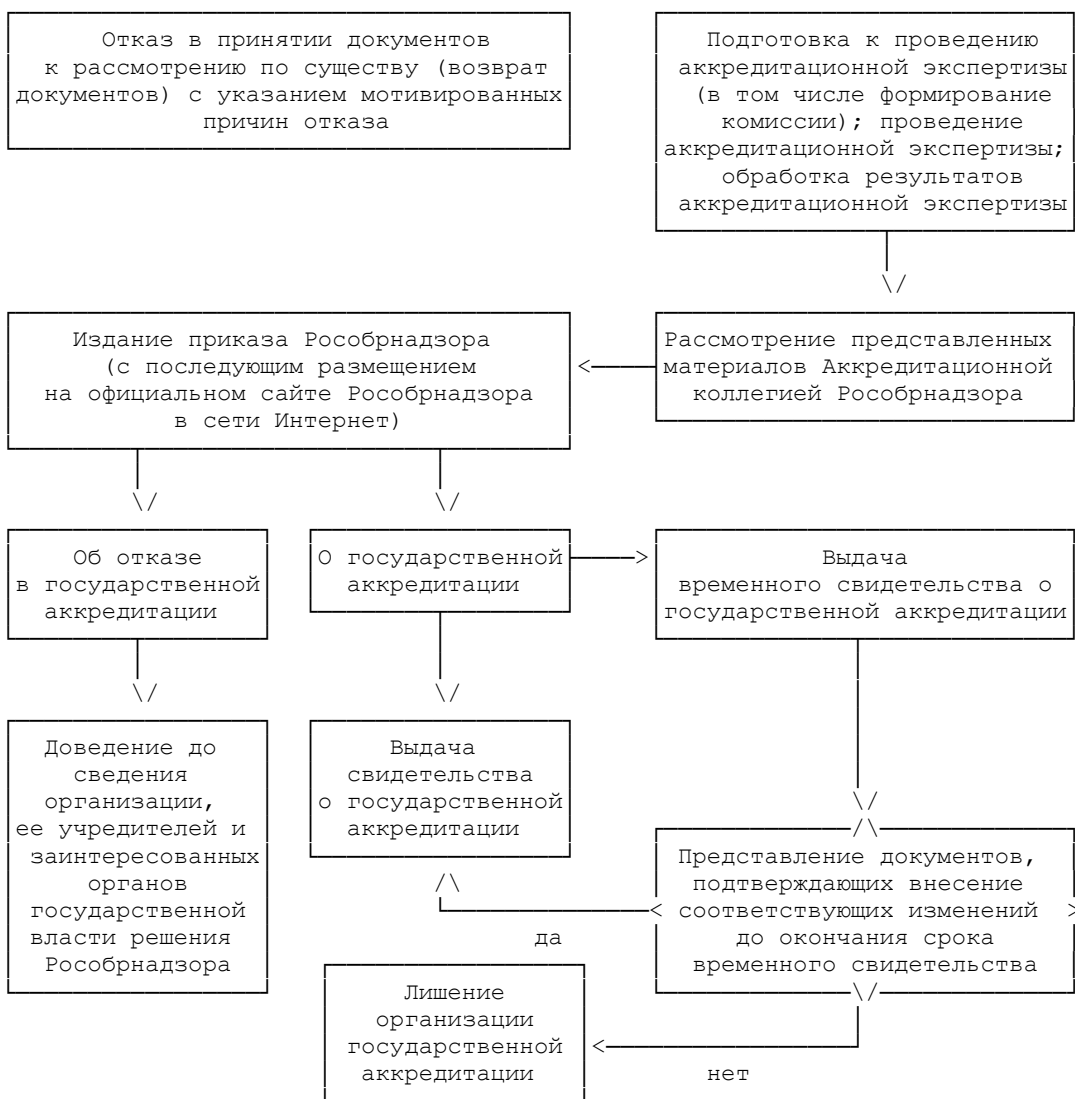 Отказ в принятии документов
к рассмотрению по существу (возврат
документов) с указанием мотивированных
причин отказа
Подготовка к проведению
аккредитационной экспертизы
(в том числе формирование
комиссии); проведение
аккредитационной экспертизы;
обработка результатов
аккредитационной экспертизы
Издание приказа Рособрнадзора
(с последующим размещением
на официальном сайте Рособрнадзора
в сети Интернет)
Рассмотрение представленных
материалов Аккредитационной
коллегией Рособрнадзора
Об отказе
в государственной
аккредитации
О государственной
аккредитации
Выдача
временного свидетельства о
государственной аккредитации
Доведение до
сведения
организации,
ее учредителей и
заинтересованных
органов
государственной
власти решения
Рособрнадзора
Выдача
свидетельства
о государственной
аккредитации
Представление документов,
подтверждающих внесение
соответствующих изменений
до окончания срока
временного свидетельства
да
Лишение
организации
государственной
аккредитации
нет